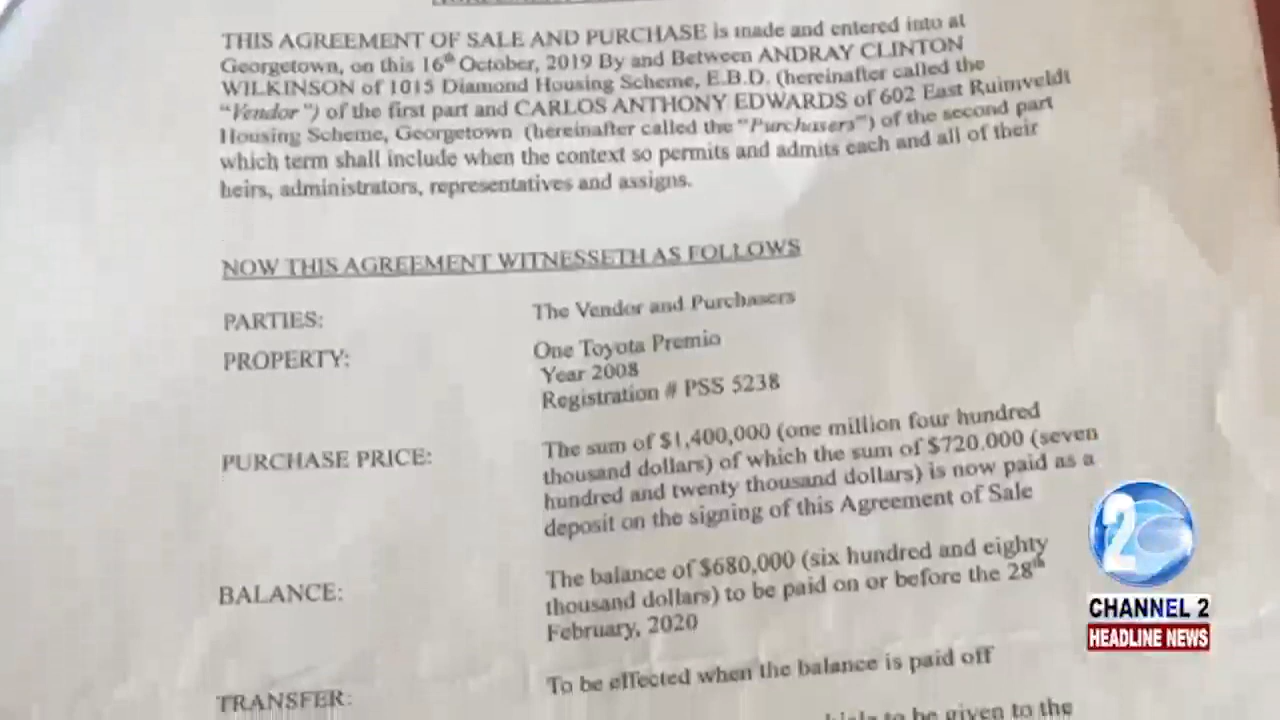 THIS AGREEMENT OF SALE AND PURCHASE is made and entered into at
Georgetown, on this 16th October, 2019 By and Between ANDRAY CLINTON
WILKINSON of 1015 Diamond Housing Scheme, E.B.D. (hereinafter called the
"Vendor") of the first part and CARLOS ANTHONY EDWARDS of 602 East Ruimveldt
Housing Scheme, Georgetown (hereinafter called the "Purchasers") of the second part
which term shall include when the context so permits and admits each and all of their
heirs, administrators, representatives and assigns.
NOW THIS AGREEMENT WITNESSETH AS FOLLOWS
PARTIES: The Vendor and Purchasers
PROPERTY: One Toyota Premio
Year 2008
Registration # PSS 5238
PURCHASE PRICE: The sum of $1,400,000 (one million four hundred
thousand dollars) of which the sum of $720.000 (seven
hundred and twenty thousand dollars) is now paid as a
deposit on the signing of this Agreement of Sale
BALANCE: The balance of $680,000 (six hundred and eighty
thousand dollars) to be paid on or before the 28th
February, 2020
TRANSFER: To be effected when the balance is paid off
to be given to the
2
CHANNEL 2
HEADLINE NEWS